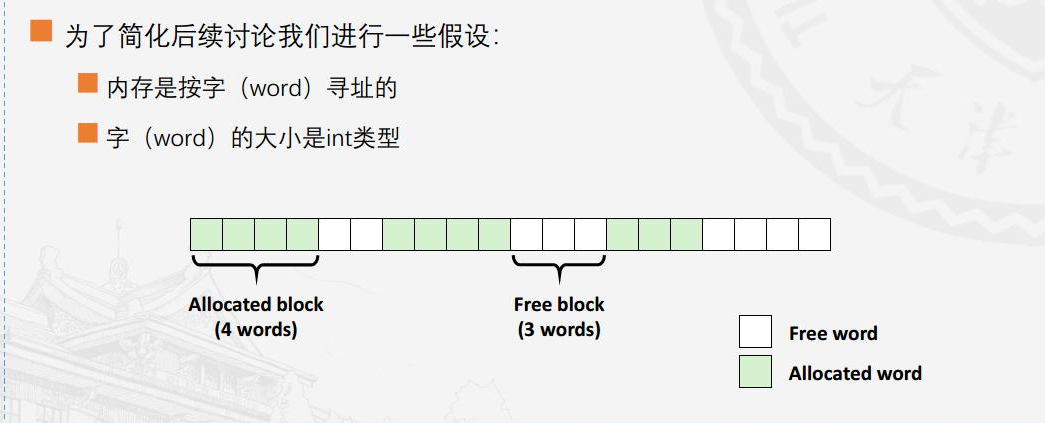 为了简化后续讨论我们进行一些假设：
内存是按字（word）寻址的
字（word）的大小是int类型
Allocated block
(4 words)
Free block
(3 words)
Free word
Allocated word
天津